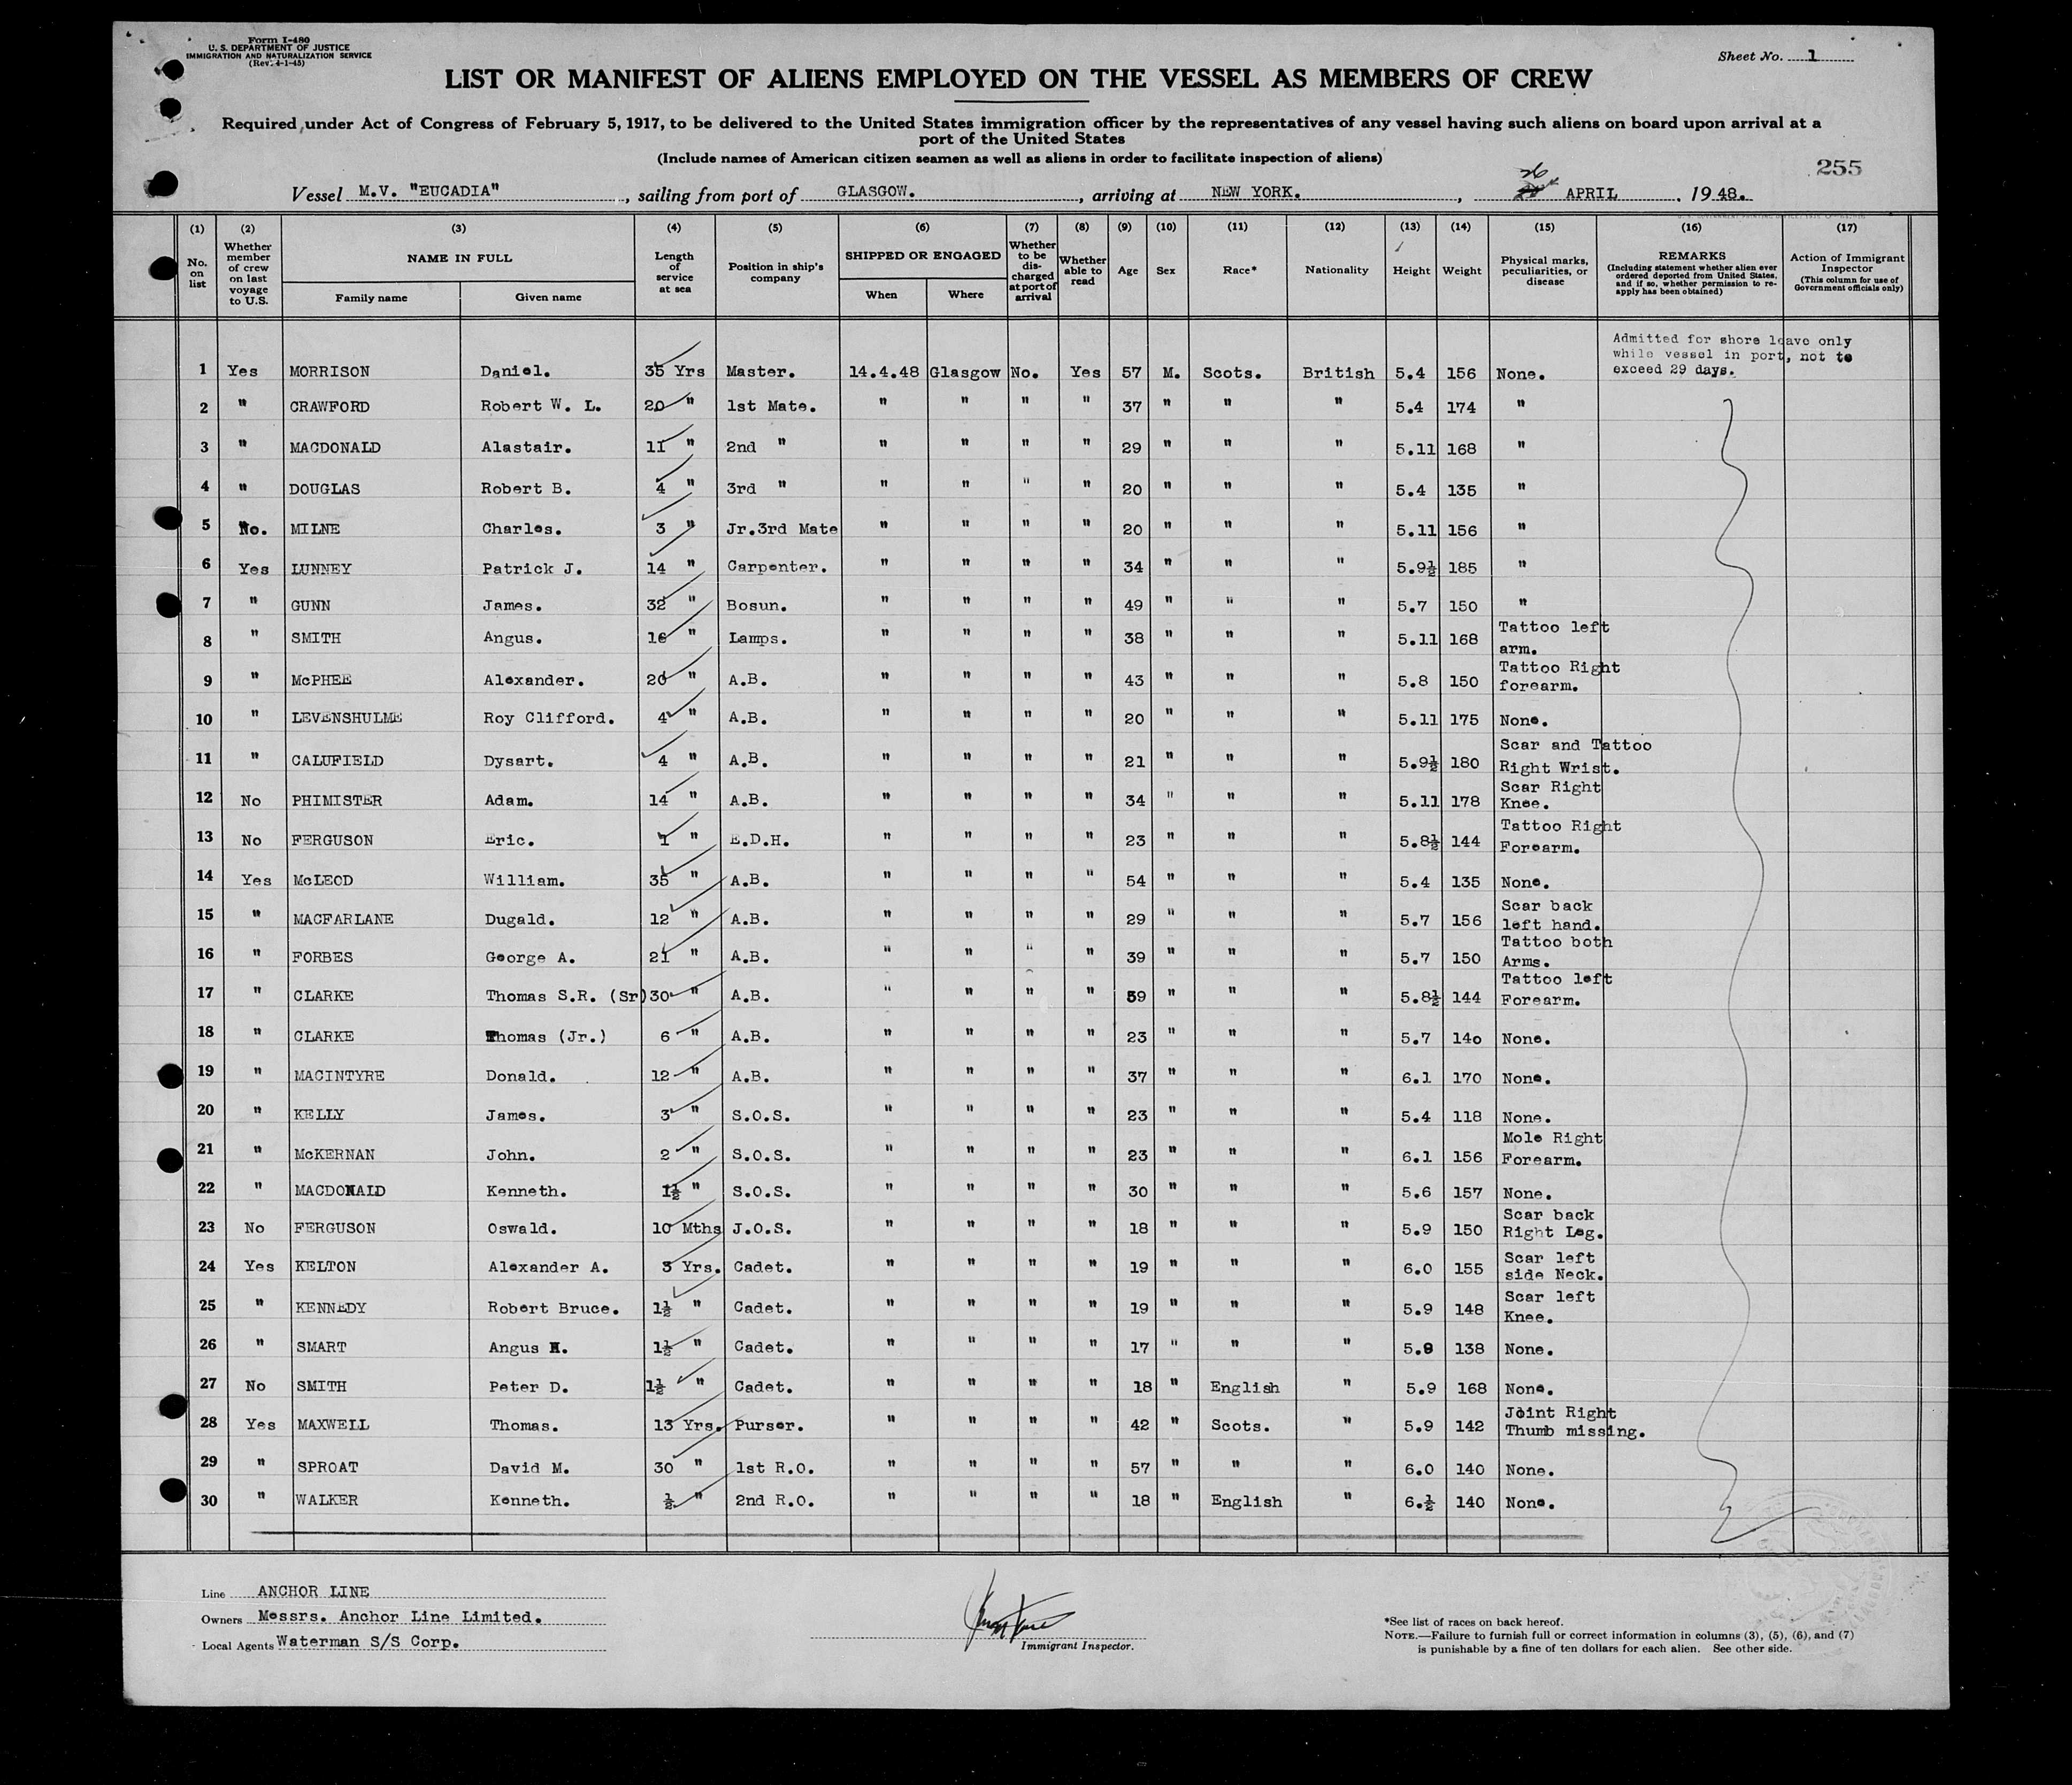 Form I-480
U. S. DEPARTMENT OF JUSTICE
IMMIGRATION AND NATURALIZATION SERVICE
(Rev. 4-1-45)
Sheet No. 1
LIST OR MANIFEST OF ALIENS EMPLOYED ON THE VESSEL AS MEMBERS OF CREW
Required under Act of Congress of February 5, 1917, to be delivered to the United States immigration officer by the representatives of any vessel having such aliens on board upon arrival at a
port of the United States
(Include names of American citizen seamen as well as aliens in order to facilitate inspection of aliens)
255
Vessel M.V. "EUCADIA", sailing from port of GLASGOW., arriving at NEW YORK., 26 APRIL, 1948.
(1) (2) (3) (4) (5) (6) (7) (8) (9) (10) (11) (12) (13) (14) (15) (16) (17)
No. on list
Whether member of crew on last voyage to U.S.
NAME IN FULL
Family name
Given name
Length of service at sea
Position in ship's company
SHIPPED OR ENGAGED
When
Where
Whether to be discharged at port of arrival
Whether able to read
Age
Sex
Race*
Nationality
Height
Weight
Physical marks, peculiarities, or disease
REMARKS
(Including statement whether alien ever ordered deported from United States, and if so, whether permission to re-apply has been obtained)
Action of Immigrant Inspector
(This column for use of Government officials only)
Admitted for shore leave only
while vessel in port, not to
exceed 29 days.
1 Yes MORRISON Daniel. 35 Yrs Master. 14.4.48 Glasgow No. Yes 57 M. Scots. British 5.4 156 None.
2 " CRAWFORD Robert W. L. 20 " 1st Mate. " " " " 37 " " " 5.4 174 "
3 " MACDONALD Alastair. 11 " 2nd " " " " " 29 " " " 5.11 168 "
4 " DOUGLAS Robert B. 4 " 3rd " " " " " 20 " " " 5.4 135 "
5 No. MILNE Charles. 3 " Jr.3rd Mate " " " " 20 " " " 5.11 156 "
6 Yes LUNNEY Patrick J. 14 " Carpenter. " " " " 34 " " " 5.9½ 185 "
7 " GUNN James. 32 " Bosun. " " " " 49 " " " 5.7 150 "
8 " SMITH Angus. 16 " Lamps. " " " " 38 " " " 5.11 168 Tattoo left arm.
9 " McPHEE Alexander. 20 " A.B. " " " " 43 " " " 5.8 150 Tattoo Right forearm.
10 " LEVENSHULME Roy Clifford. 4 " A.B. " " " " 20 " " " 5.11 175 None.
11 " CALUFIELD Dysart. 4 " A.B. " " " " 21 " " " 5.9½ 180 Scar and Tattoo Right Wrist.
12 No PHIMISTER Adam. 14 " A.B. " " " " 34 " " " 5.11 178 Scar Right Knee.
13 No FERGUSON Eric. 1 " E.D.H. " " " " 23 " " " 5.8½ 144 Tattoo Right Forearm.
14 Yes McLEOD William. 35 " A.B. " " " " 54 " " " 5.4 135 None.
15 " MACFARLANE Dugald. 12 " A.B. " " " " 29 " " " 5.7 156 Scar back left hand.
16 " FORBES George A. 21 " A.B. " " " " 39 " " " 5.7 150 Tattoo both Arms.
17 " CLARKE Thomas S.R. (Sr) 30 " A.B. " " " " 59 " " " 5.8½ 144 Tattoo left Forearm.
18 " CLARKE Thomas (Jr.) 6 " A.B. " " " " 23 " " " 5.7 140 None.
19 " MACINTYRE Donald. 12 " A.B. " " " " 37 " " " 6.1 170 None.
20 " KELLY James. 3 " S.O.S. " " " " 23 " " " 5.4 118 None.
21 " McKERNAN John. 2 " S.O.S. " " " " 23 " " " 6.1 156 Mole Right Forearm.
22 " MACDONALD Kenneth. 1½ " S.O.S. " " " " 30 " " " 5.6 157 None.
23 No FERGUSON Oswald. 10 Mths J.O.S. " " " " 18 " " " 5.9 150 Scar back Right Leg.
24 Yes KELTON Alexander A. 3 Yrs. Cadet. " " " " 19 " " " 6.0 155 Scar left side Neck.
25 " KENNEDY Robert Bruce. 1½ " Cadet. " " " " 19 " " " 5.9 148 Scar left Knee.
26 " SMART Angus H. 1½ " Cadet. " " " " 17 " " " 5.8 138 None.
27 No SMITH Peter D. 1½ " Cadet. " " " " 18 " English " 5.9 168 None.
28 Yes MAXWELL Thomas. 13 Yrs. Purser. " " " " 42 " Scots. " 5.9 142 Joint Right Thumb missing.
29 " SPROAT David M. 30 " 1st R.O. " " " " 57 " " " 6.0 140 None.
30 " WALKER Kenneth. ½ " 2nd R.O. " " " " 18 " English " 6.½ 140 None.
Line ANCHOR LINE
Owners Messrs. Anchor Line Limited.
Local Agents Waterman S/S Corp.
Immigrant Inspector.
*See list of races on back hereof.
NOTE.—Failure to furnish full or correct information in columns (3), (5), (6), and (7)
is punishable by a fine of ten dollars for each alien. See other side.